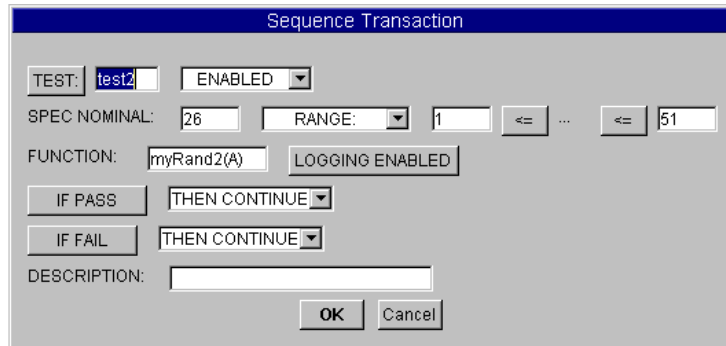 Sequence Transaction
TEST: test2 ENABLED
SPEC NOMINAL: 26 RANGE: 1 <= ... <= 51
FUNCTION: myRand2(A) LOGGING ENABLED
IF PASS THEN CONTINUE
IF FAIL THEN CONTINUE
DESCRIPTION:
OK Cancel